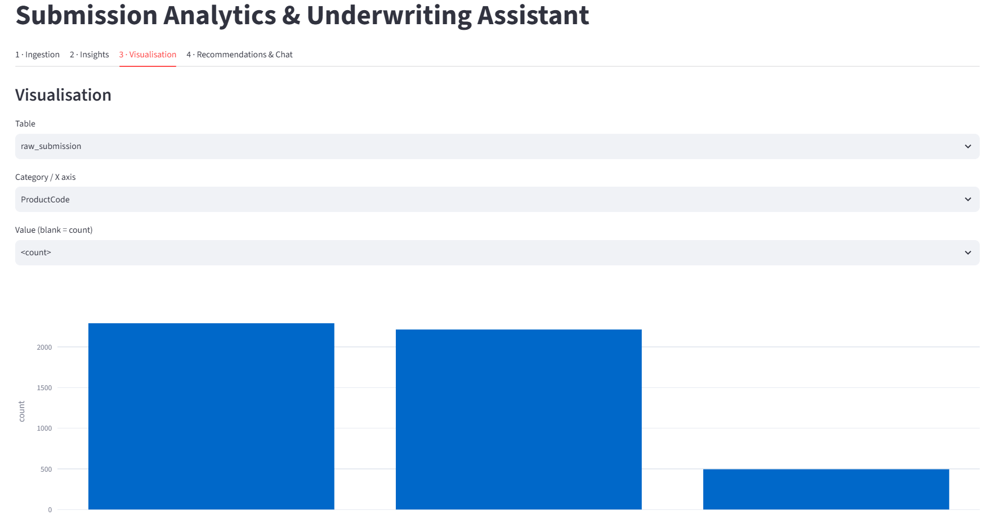 Submission Analytics & Underwriting Assistant
1 · Ingestion 2 · Insights 3 · Visualisation 4 · Recommendations & Chat
Visualisation
Table
raw_submission
Category / X axis
ProductCode
Value (blank = count)
<count>
2000
1500
count
1000
500
0